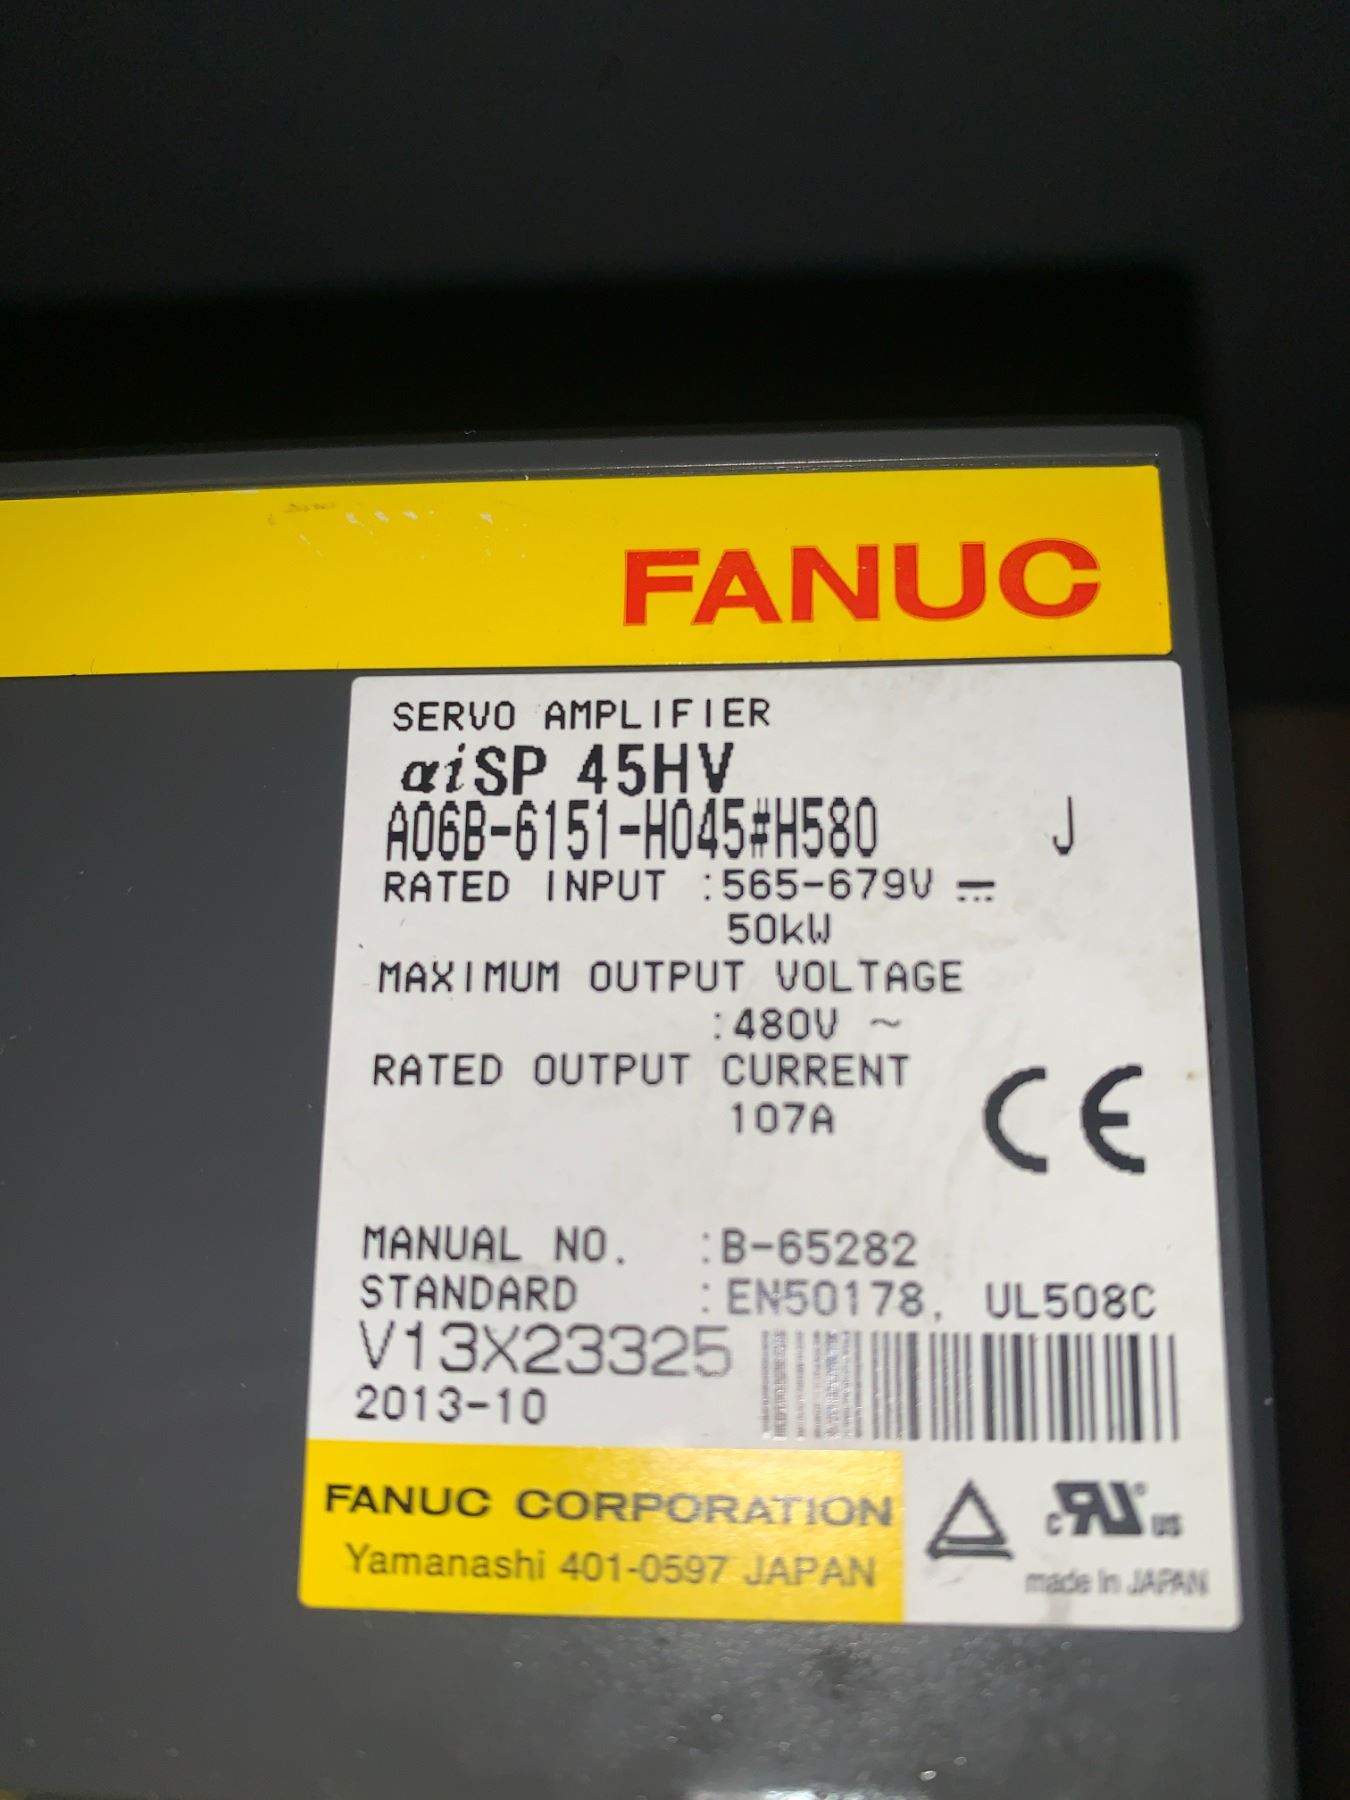 FANUC
SERVO AMPLIFIER
αiSP 45HV
A06B-6151-H045#H580 J
RATED INPUT :565-679V ⎓
50kW
MAXIMUM OUTPUT VOLTAGE
:480V ~
RATED OUTPUT CURRENT
107A
CE
MANUAL NO. :B-65282
STANDARD :EN50178, UL508C
V13X23325
2013-10
FANUC CORPORATION
Yamanashi 401-0597 JAPAN
c RU us
made in JAPAN